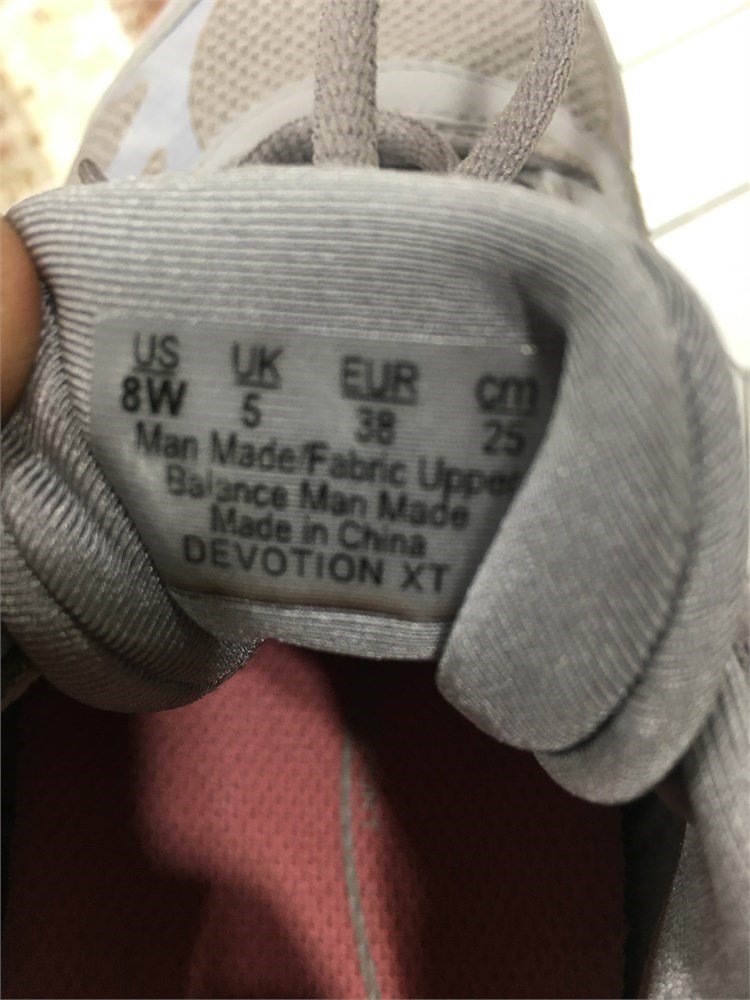 US UK EUR cm
8W 5 38 25
Man Made/Fabric Upper
Balance Man Made
Made in China
DEVOTION XT